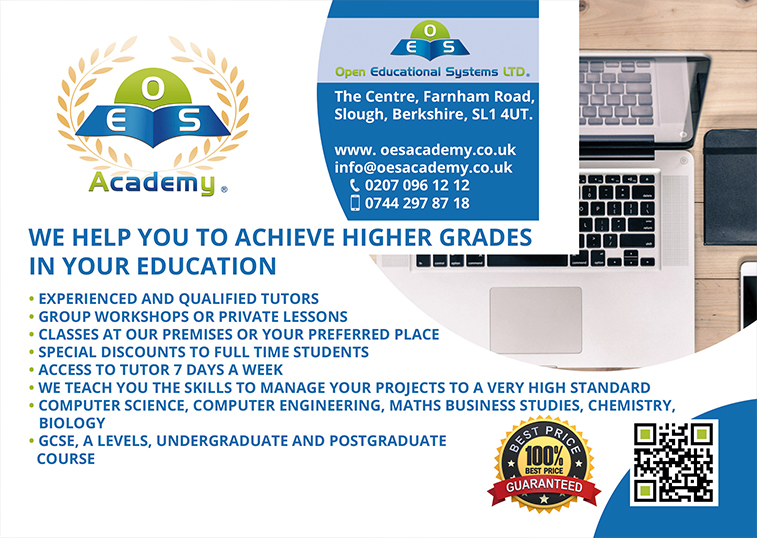 O
E S
Academy ®
O
E S
Open Educational Systems LTD®
The Centre, Farnham Road,
Slough, Berkshire, SL1 4UT.
www. oesacademy.co.uk
info@oesacademy.co.uk
0207 096 12 12
0744 297 87 18
WE HELP YOU TO ACHIEVE HIGHER GRADES
IN YOUR EDUCATION
• EXPERIENCED AND QUALIFIED TUTORS
• GROUP WORKSHOPS OR PRIVATE LESSONS
• CLASSES AT OUR PREMISES OR YOUR PREFERRED PLACE
• SPECIAL DISCOUNTS TO FULL TIME STUDENTS
• ACCESS TO TUTOR 7 DAYS A WEEK
• WE TEACH YOU THE SKILLS TO MANAGE YOUR PROJECTS TO A VERY HIGH STANDARD
• COMPUTER SCIENCE, COMPUTER ENGINEERING, MATHS BUSINESS STUDIES, CHEMISTRY,
BIOLOGY
• GCSE, A LEVELS, UNDERGRADUATE AND POSTGRADUATE
COURSE
BEST PRICE
100%
BEST PRICE
GUARANTEED